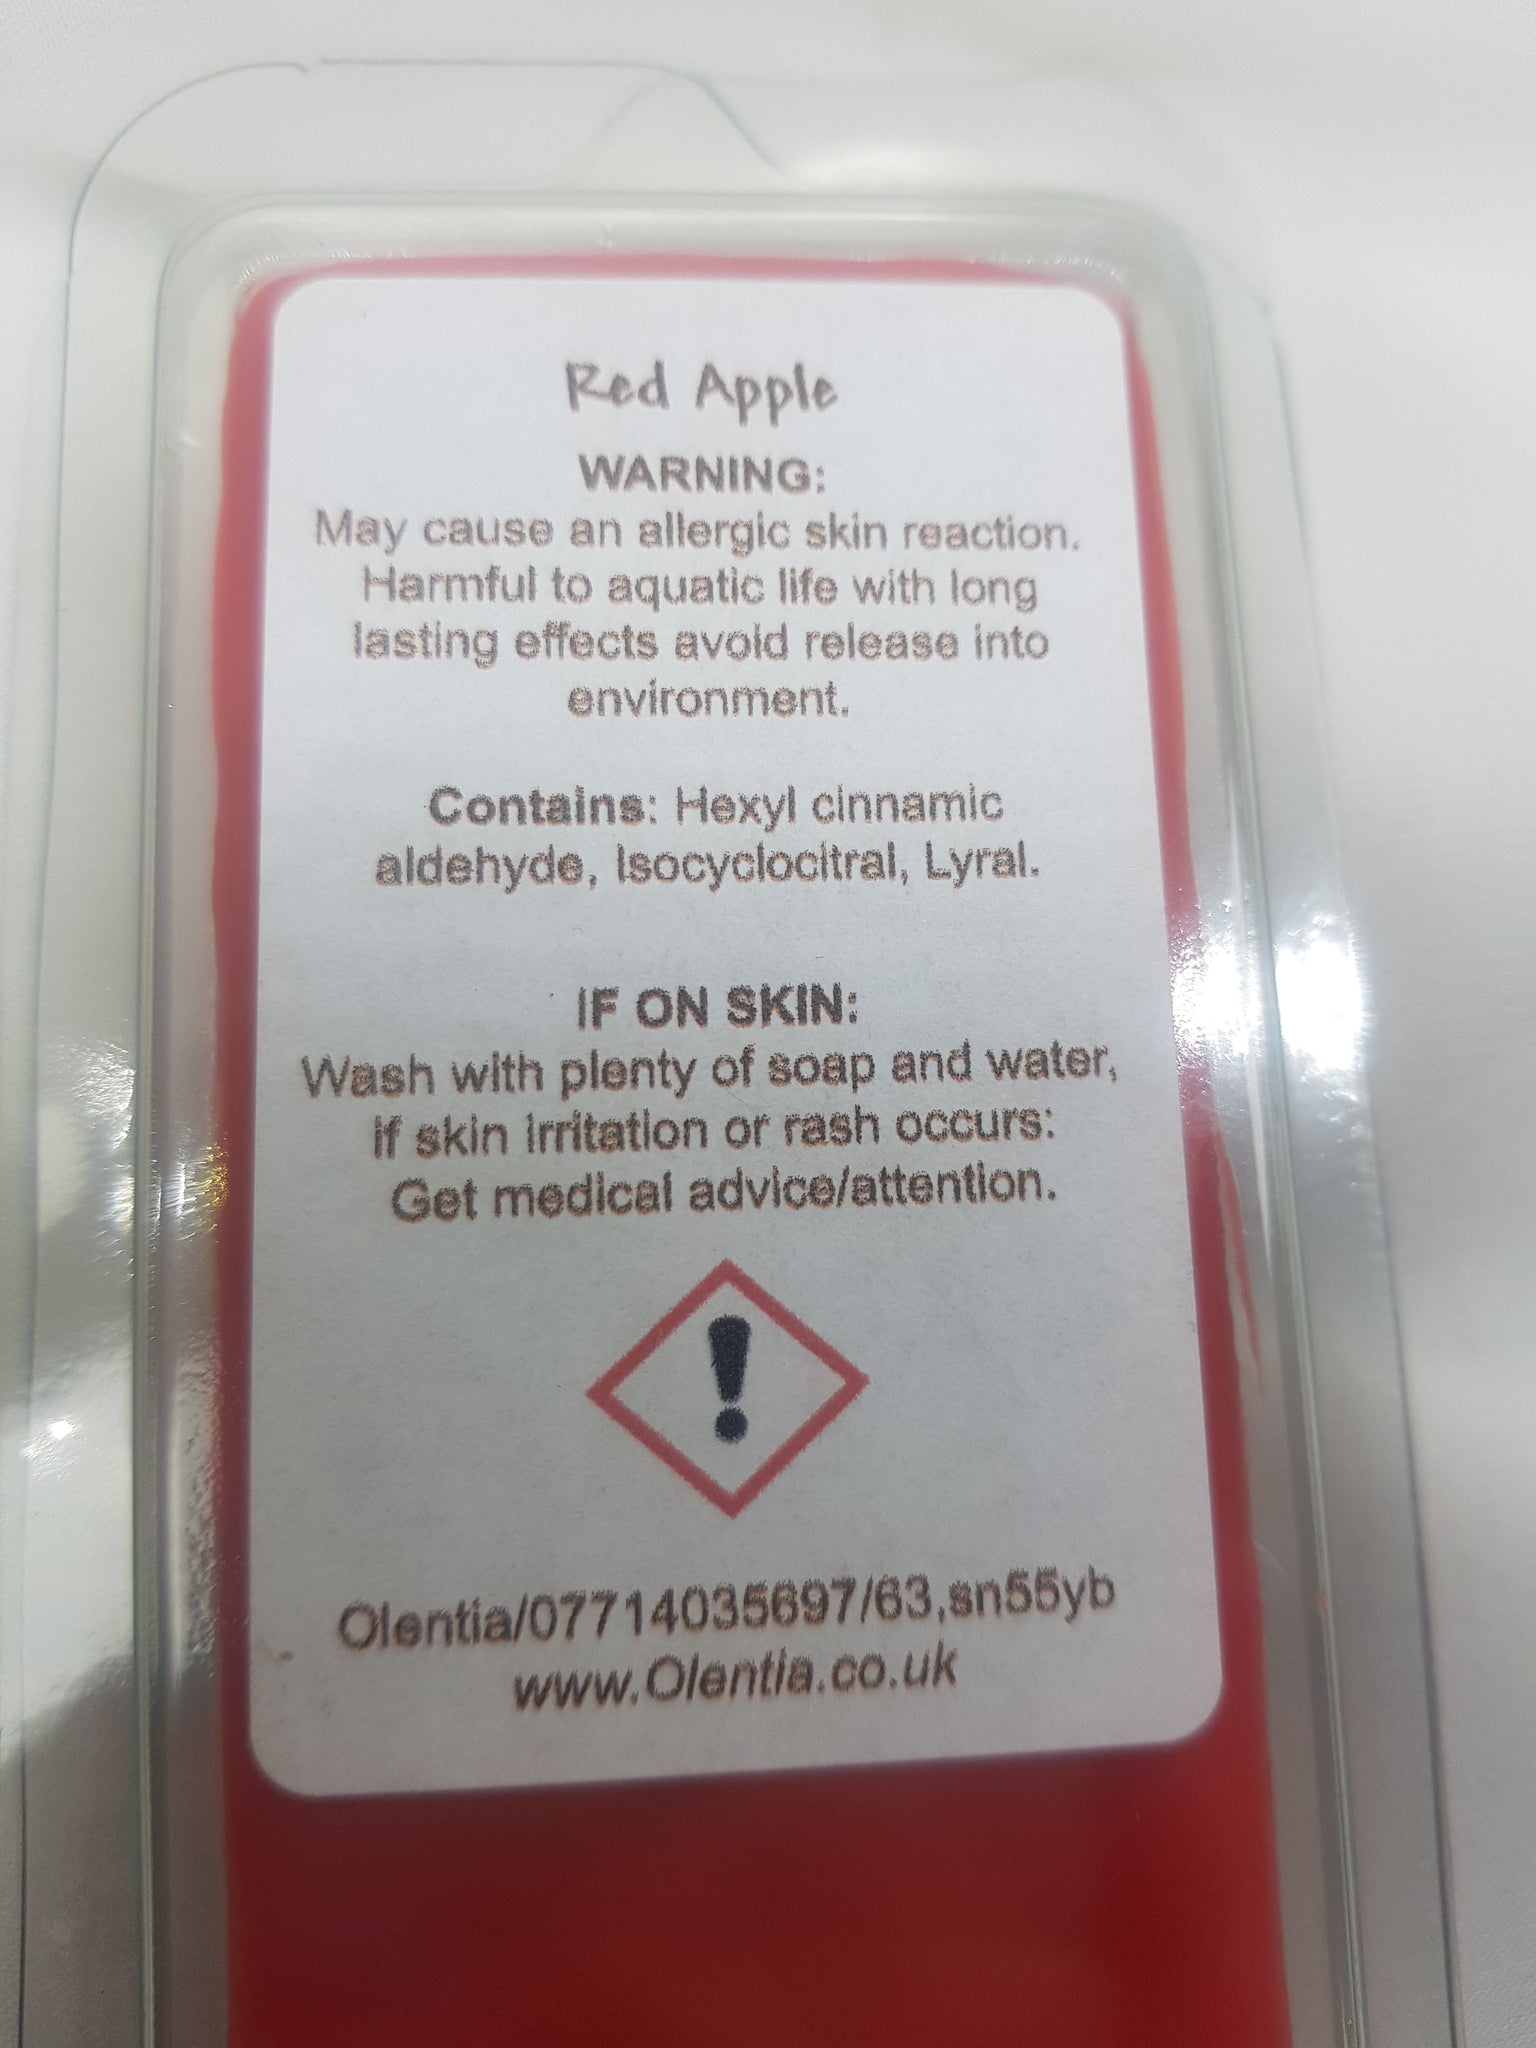 Red Apple
WARNING:
May cause an allergic skin reaction.
Harmful to aquatic life with long
lasting effects avoid release into
environment.
Contains: Hexyl cinnamic
aldehyde, Isocyclocitral, Lyral.
IF ON SKIN:
Wash with plenty of soap and water,
if skin irritation or rash occurs:
Get medical advice/attention.
Olentia/07714035697/63,sn55yb
www.Olentia.co.uk